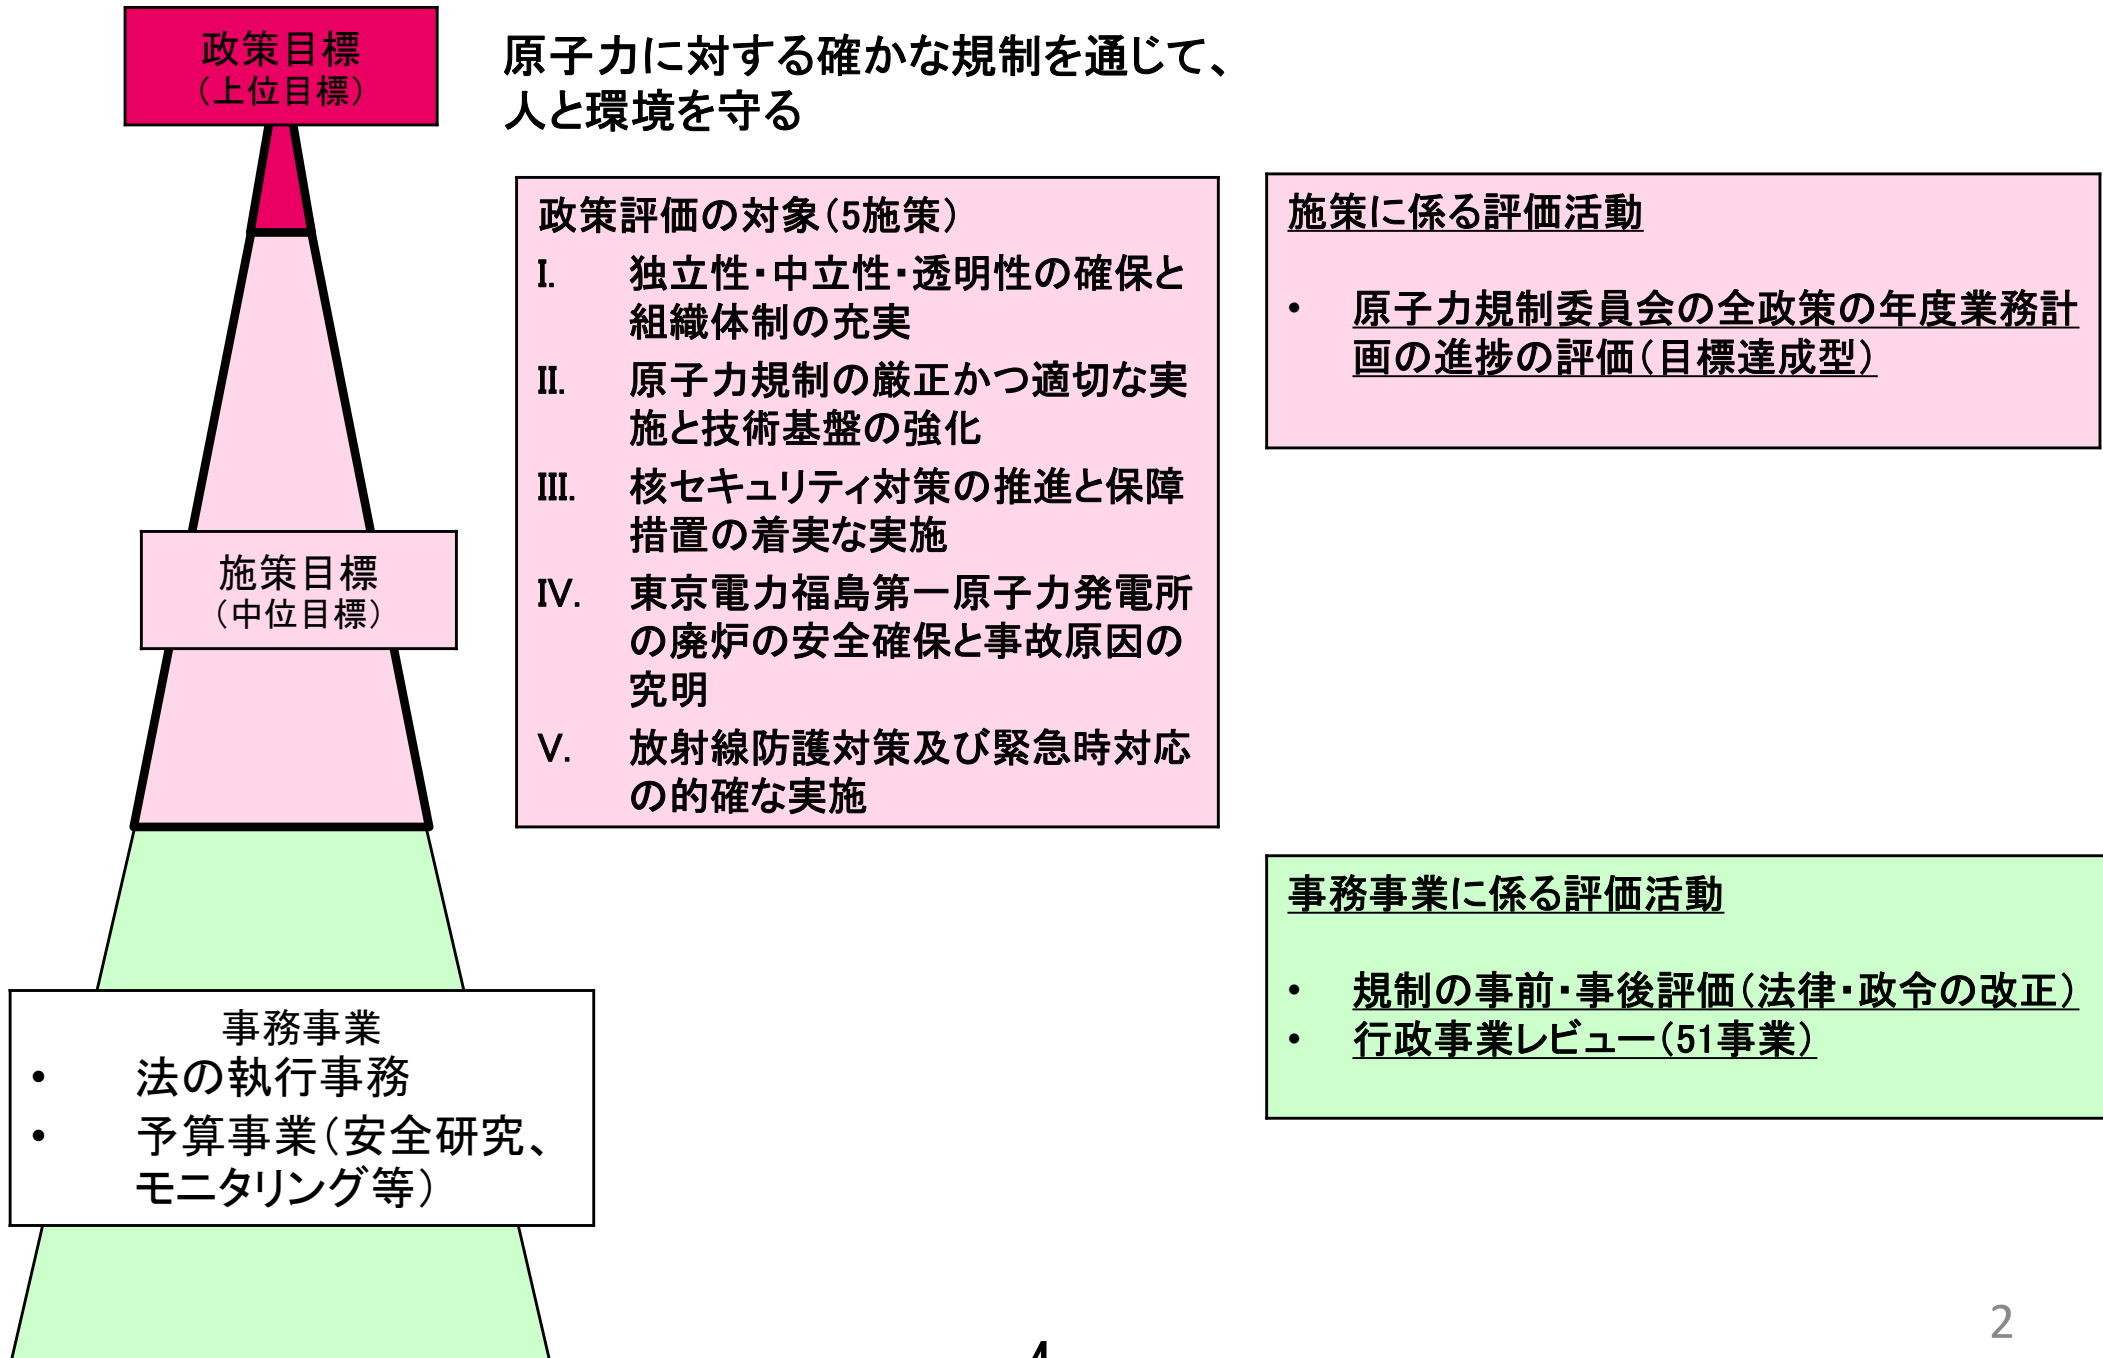 政策目標
（上位目標）
原子力に対する確かな規制を通じて、
人と環境を守る
政策評価の対象（5施策）
I. 独立性・中立性・透明性の確保と
組織体制の充実
II. 原子力規制の厳正かつ適切な実
施と技術基盤の強化
III. 核セキュリティ対策の推進と保障
措置の着実な実施
IV. 東京電力福島第一原子力発電所
の廃炉の安全確保と事故原因の
究明
V. 放射線防護対策及び緊急時対応
の的確な実施
施策に係る評価活動
• 原子力規制委員会の全政策の年度業務計
画の進捗の評価（目標達成型）
施策目標
（中位目標）
事務事業に係る評価活動
• 規制の事前・事後評価（法律・政令の改正）
• 行政事業レビュー（51事業）
事務事業
• 法の執行事務
• 予算事業（安全研究、
モニタリング等）
2
4